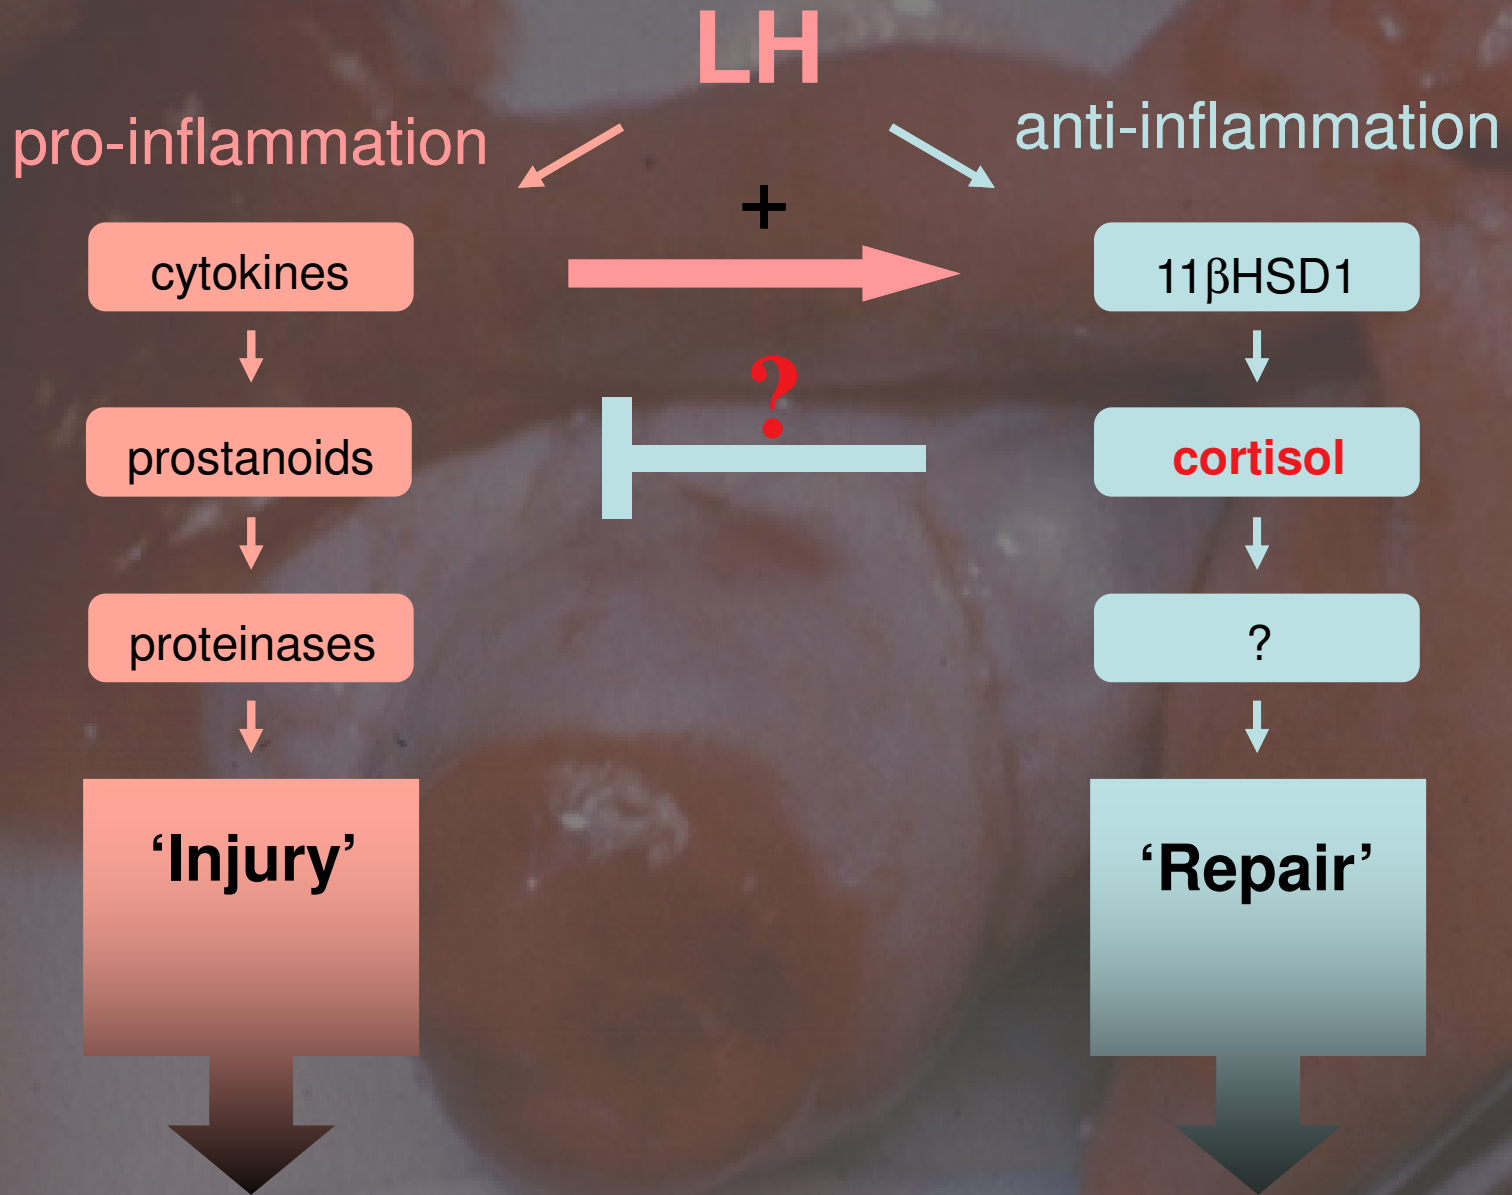 LH
pro-inflammation
anti-inflammation
+
cytokines
11βHSD1
?
prostanoids
cortisol
proteinases
?
‘Injury’
‘Repair’